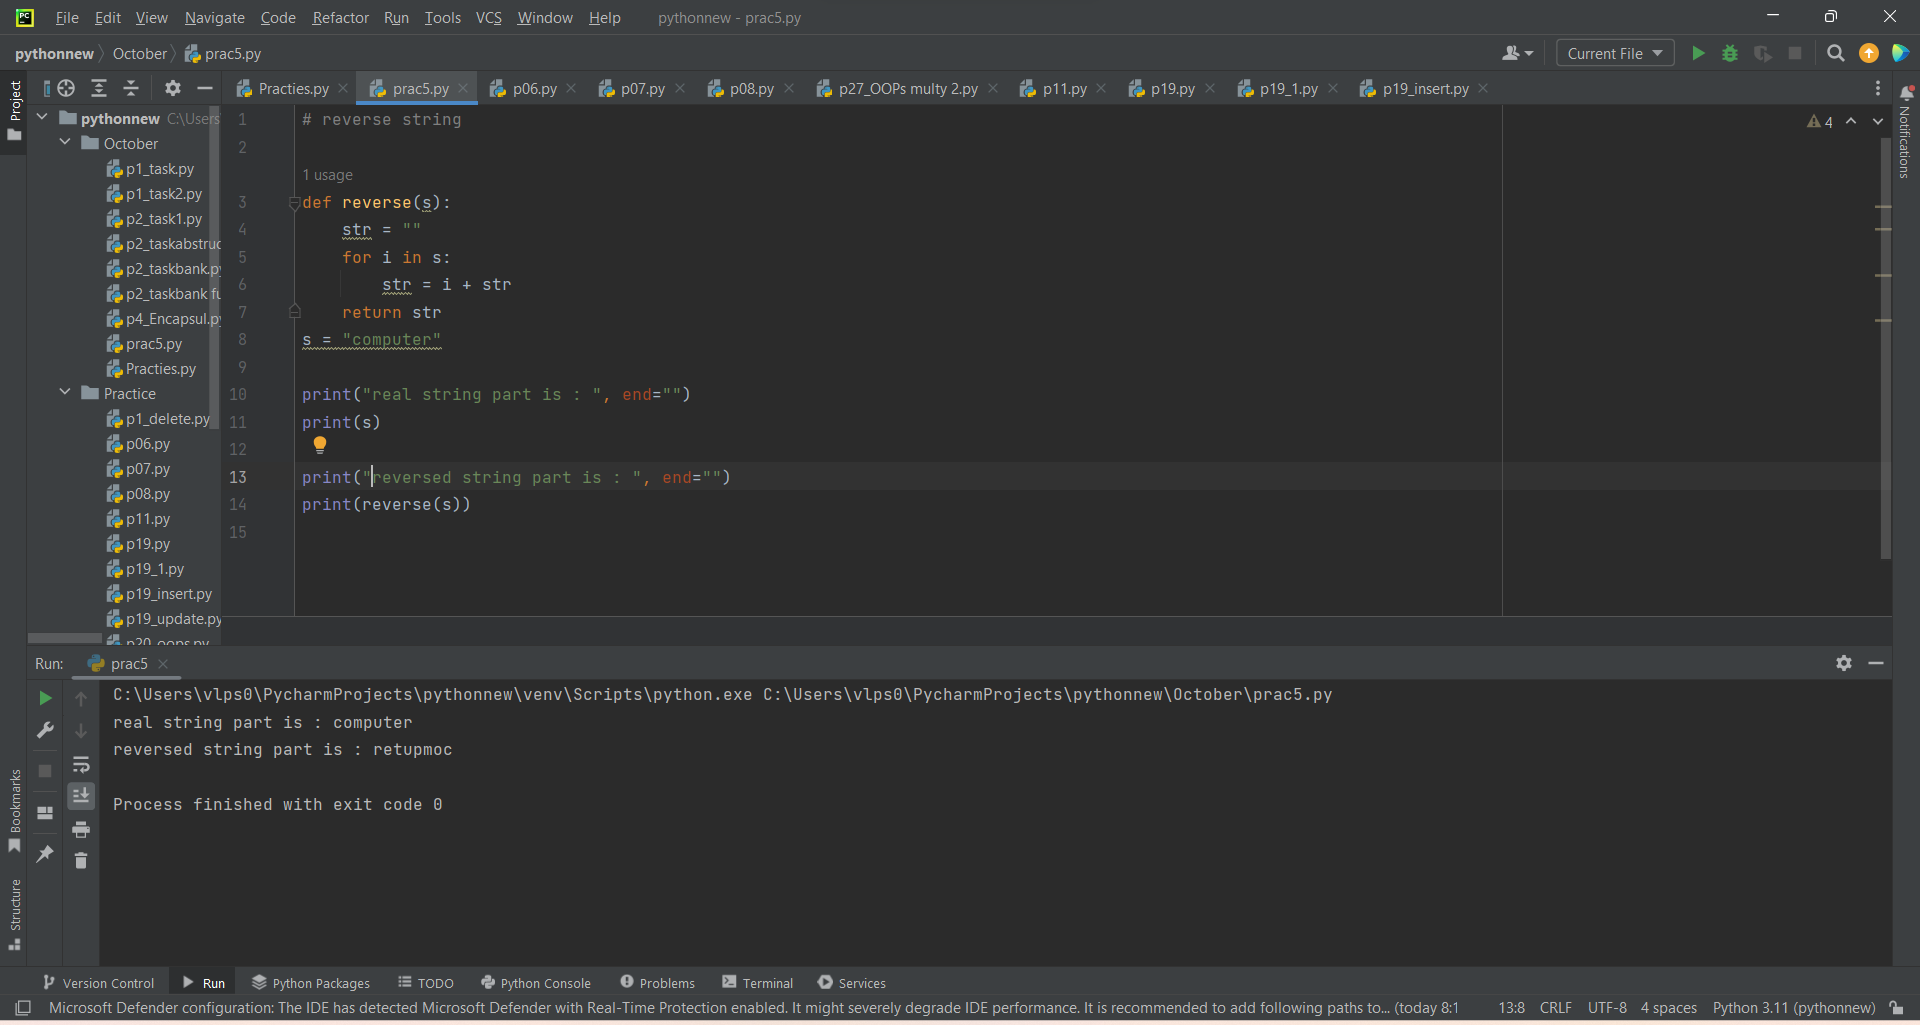 File Edit View Navigate Code Refactor Run Tools VCS Window Help pythonnew - prac5.py
pythonnew October prac5.py Current File
Practies.py prac5.py p06.py p07.py p08.py p27_OOPs multy 2.py p11.py p19.py p19_1.py p19_insert.py
Project
pythonnew C:\Users
October
p1_task.py
p1_task2.py
p2_task1.py
p2_taskabstruc
p2_taskbank.py
p2_taskbank fu
p4_Encapsul.py
prac5.py
Practies.py
Practice
p1_delete.py
p06.py
p07.py
p08.py
p11.py
p19.py
p19_1.py
p19_insert.py
p19_update.py
p20_oops.py
1 # reverse string
2
1 usage
3 def reverse(s):
4 str = ""
5 for i in s:
6 str = i + str
7 return str
8 s = "computer"
9
10 print("real string part is : ", end="")
11 print(s)
12
13 print("reversed string part is : ", end="")
14 print(reverse(s))
15
4
Notifications
Run: prac5
C:\Users\vlps0\PycharmProjects\pythonnew\venv\Scripts\python.exe C:\Users\vlps0\PycharmProjects\pythonnew\October\prac5.py
real string part is : computer
reversed string part is : retupmoc
Process finished with exit code 0
Bookmarks
Structure
Version Control Run Python Packages TODO Python Console Problems Terminal Services
Microsoft Defender configuration: The IDE has detected Microsoft Defender with Real-Time Protection enabled. It might severely degrade IDE performance. It is recommended to add following paths to... (today 8:1 13:8 CRLF UTF-8 4 spaces Python 3.11 (pythonnew)